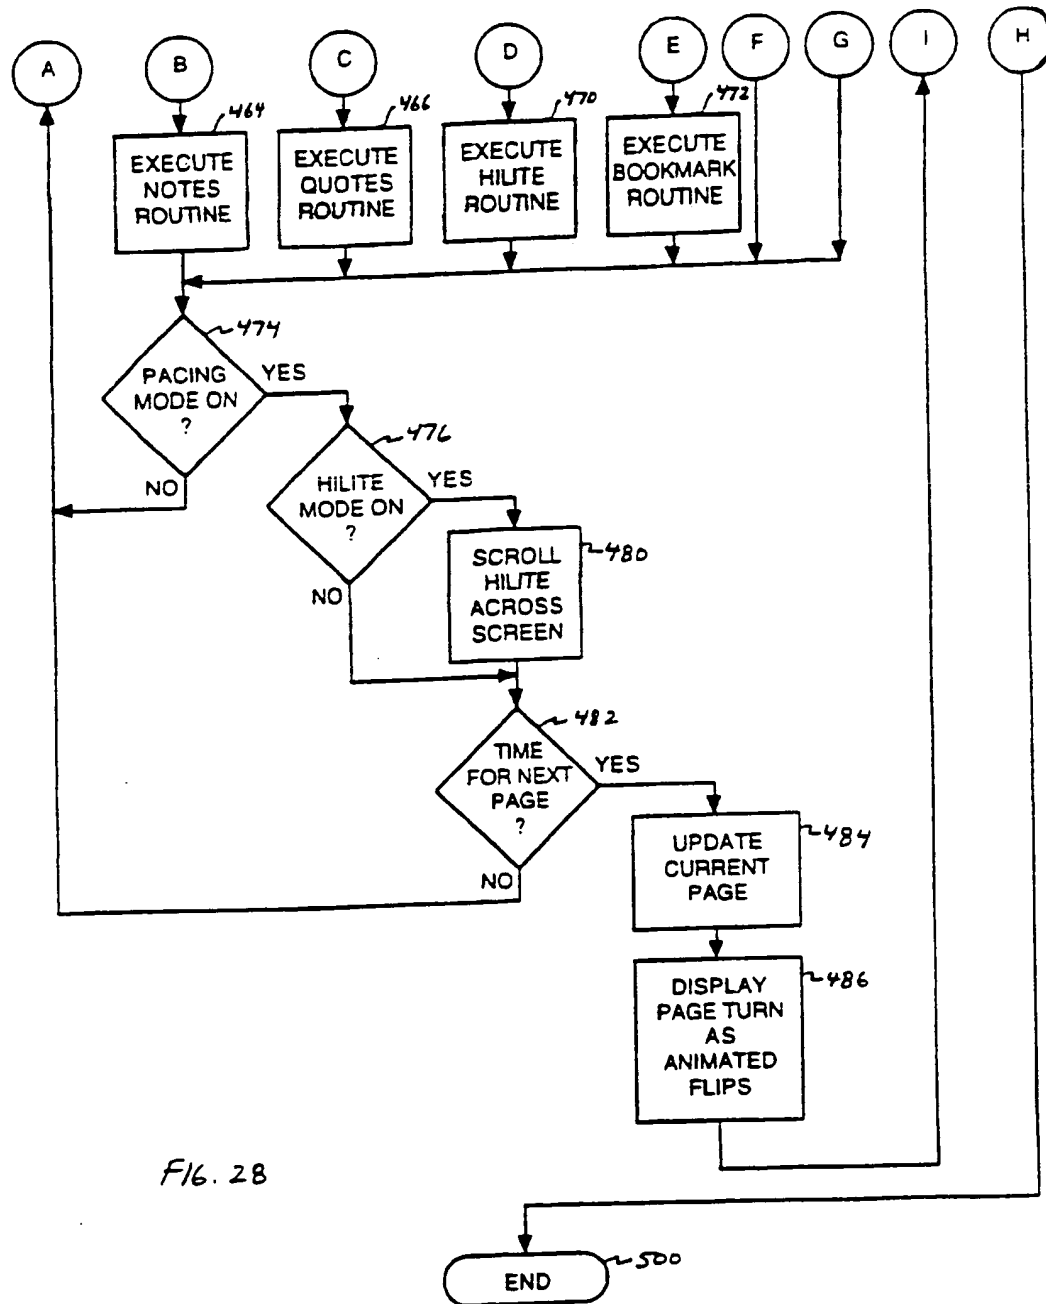 A
B
C
D
E
F
G
I
H
464
466
470
472
EXECUTE
NOTES
ROUTINE
EXECUTE
QUOTES
ROUTINE
EXECUTE
HILITE
ROUTINE
EXECUTE
BOOKMARK
ROUTINE
474
PACING
MODE ON
?
YES
NO
476
HILITE
MODE ON
?
YES
NO
480
SCROLL
HILITE
ACROSS
SCREEN
482
TIME
FOR NEXT
PAGE
?
YES
NO
484
UPDATE
CURRENT
PAGE
486
DISPLAY
PAGE TURN
AS
ANIMATED
FLIPS
FIG. 28
500
END